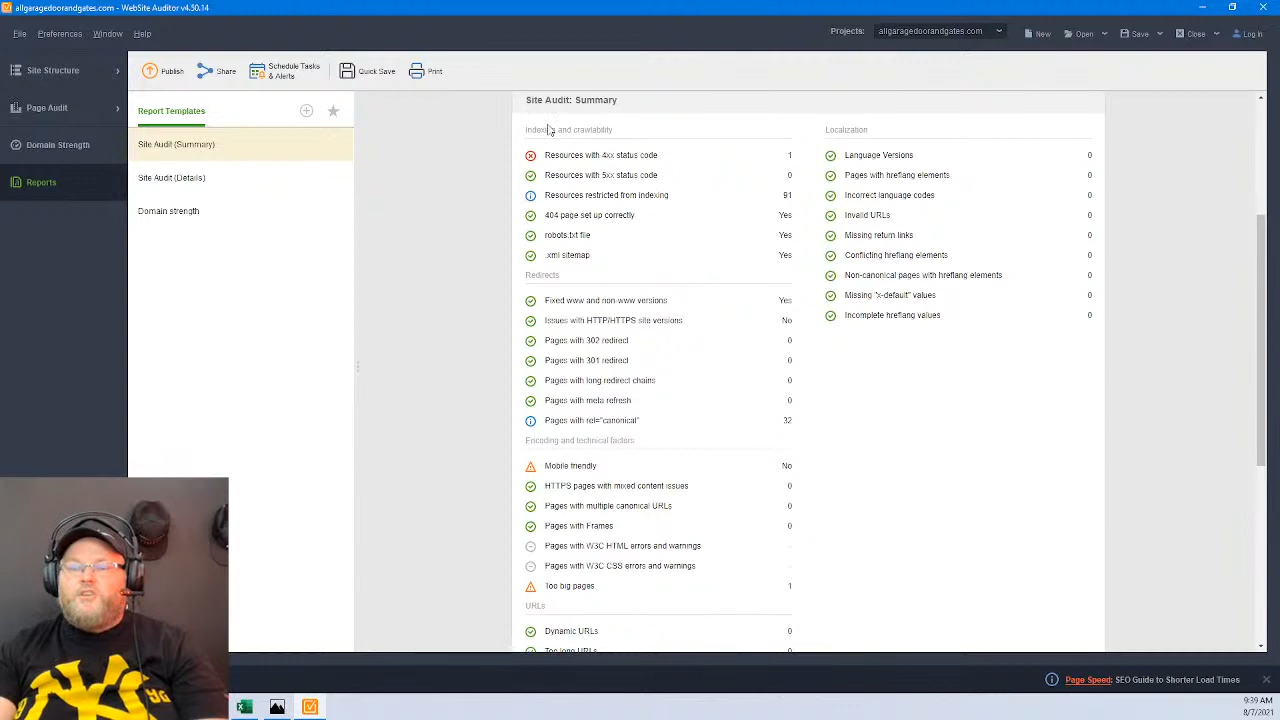 allgaragedoorandgates.com - WebSite Auditor v4.50.14
File Preferences Window Help
Projects: allgaragedoorandgates.com
New Open Save Close Log In
Site Structure
Page Audit
Domain Strength
Reports
Publish Share Schedule Tasks & Alerts Quick Save Print
Report Templates
Site Audit (Summary)
Site Audit (Details)
Domain strength
Site Audit: Summary
Indexing and crawlability
Resources with 4xx status code 1
Resources with 5xx status code 0
Resources restricted from indexing 91
404 page set up correctly Yes
robots.txt file Yes
.xml sitemap Yes
Redirects
Fixed www and non-www versions Yes
Issues with HTTP/HTTPS site versions No
Pages with 302 redirect 0
Pages with 301 redirect 0
Pages with long redirect chains 0
Pages with meta refresh 0
Pages with rel="canonical" 32
Encoding and technical factors
Mobile friendly No
HTTPS pages with mixed content issues 0
Pages with multiple canonical URLs 0
Pages with Frames 0
Pages with W3C HTML errors and warnings -
Pages with W3C CSS errors and warnings -
Too big pages 1
URLs
Dynamic URLs 0
Too long URLs 0
Localization
Language Versions 0
Pages with hreflang elements 0
Incorrect language codes 0
Invalid URLs 0
Missing return links 0
Conflicting hreflang elements 0
Non-canonical pages with hreflang elements 0
Missing "x-default" values 0
Incomplete hreflang values 0
Page Speed: SEO Guide to Shorter Load Times
9:39 AM
8/7/2021